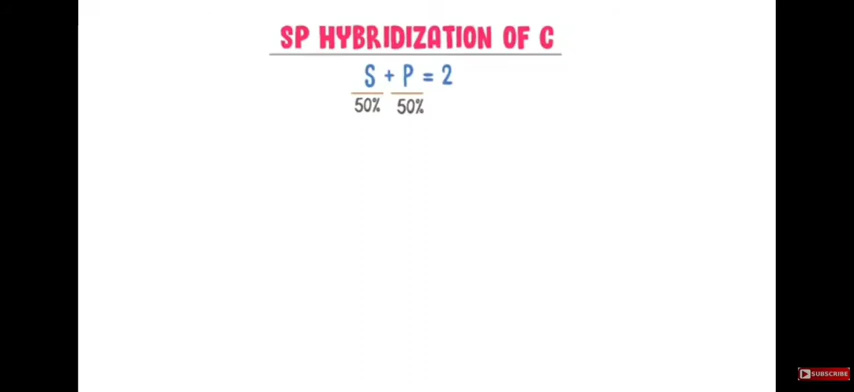 SP HYBRIDIZATION OF C
S + P = 2
50% 50%
SUBSCRIBE